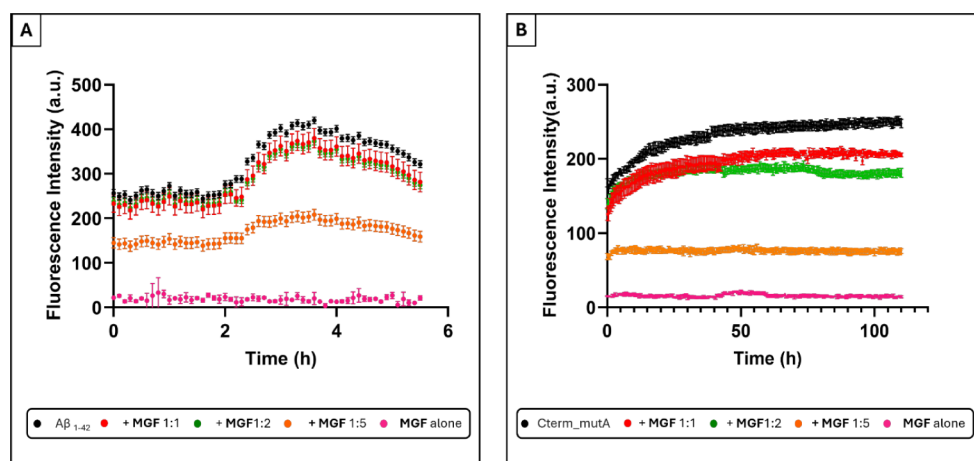 A
Fluorescence Intensity (a.u.)
500
400
300
200
100
0
0 2 4 6
Time (h)
Aβ 1-42 + MGF 1:1 + MGF1:2 + MGF 1:5 MGF alone
B
Fluorescence Intensity(a.u.)
300
200
100
0
0 50 100
Time (h)
Cterm_mutA + MGF 1:1 + MGF1:2 + MGF 1:5 MGF alone